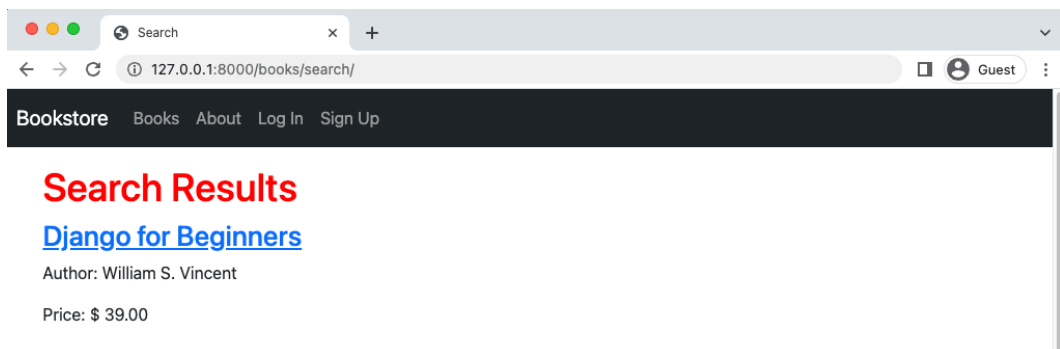 Search
127.0.0.1:8000/books/search/
Guest
Bookstore Books About Log In Sign Up
Search Results
Django for Beginners
Author: William S. Vincent
Price: $ 39.00